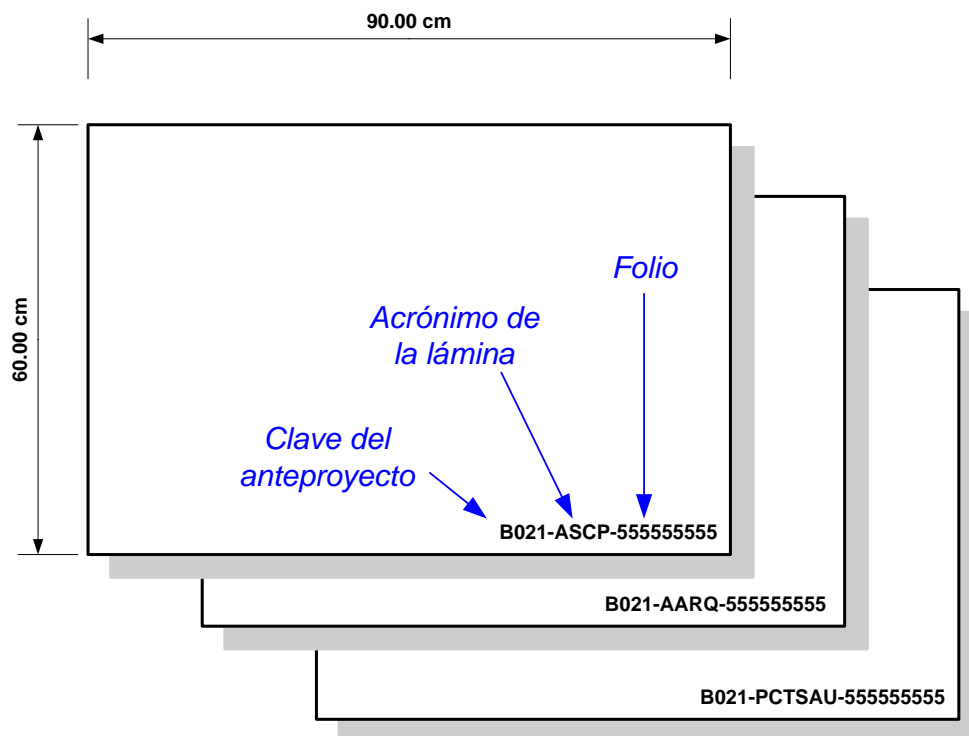 90.00 cm
60.00 cm
Folio
Acrónimo de
la lámina
Clave del
anteproyecto
B021-ASCP-555555555
B021-AARQ-555555555
B021-PCTSAU-555555555